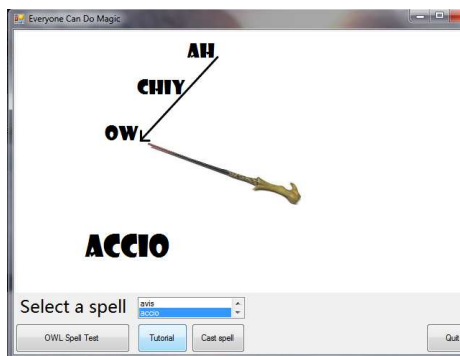 Everyone Can Do Magic
AH
CHIY
OW
ACCIO
Select a spell
avis
accio
OWL Spell Test
Tutorial
Cast spell
Quit